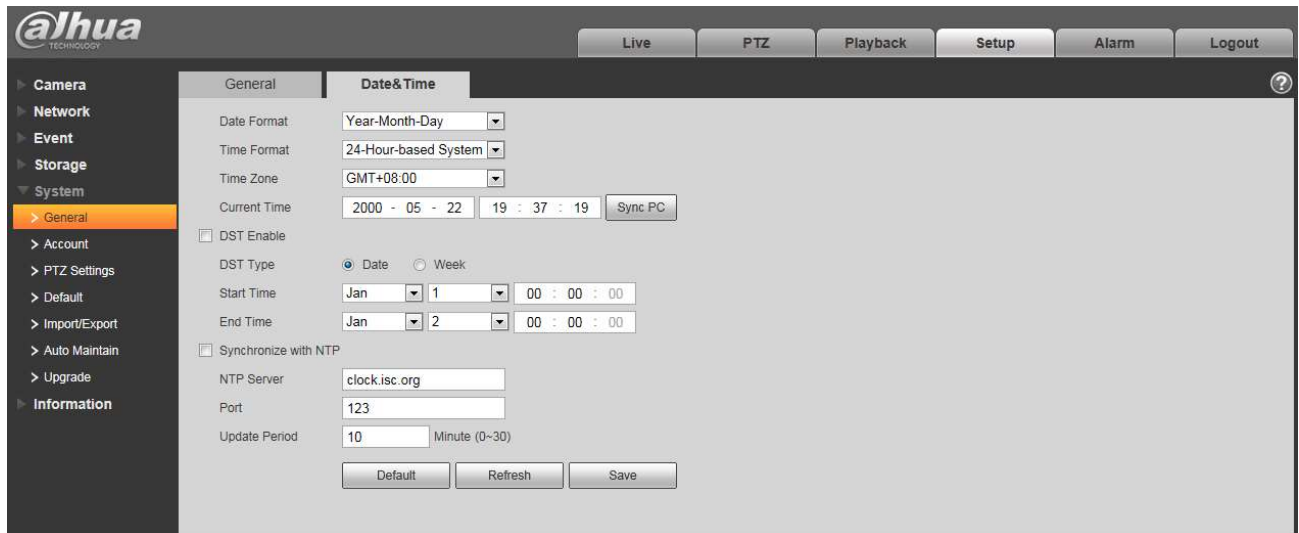 alhua
TECHNOLOGY
Live PTZ Playback Setup Alarm Logout
Camera
Network
Event
Storage
System
> General
> Account
> PTZ Settings
> Default
> Import/Export
> Auto Maintain
> Upgrade
Information
General Date&Time ?
Date Format Year-Month-Day
Time Format 24-Hour-based System
Time Zone GMT+08:00
Current Time 2000 - 05 - 22 19 : 37 : 19 Sync PC
DST Enable
DST Type Date Week
Start Time Jan 1 00 : 00 : 00
End Time Jan 2 00 : 00 : 00
Synchronize with NTP
NTP Server clock.isc.org
Port 123
Update Period 10 Minute (0~30)
Default Refresh Save